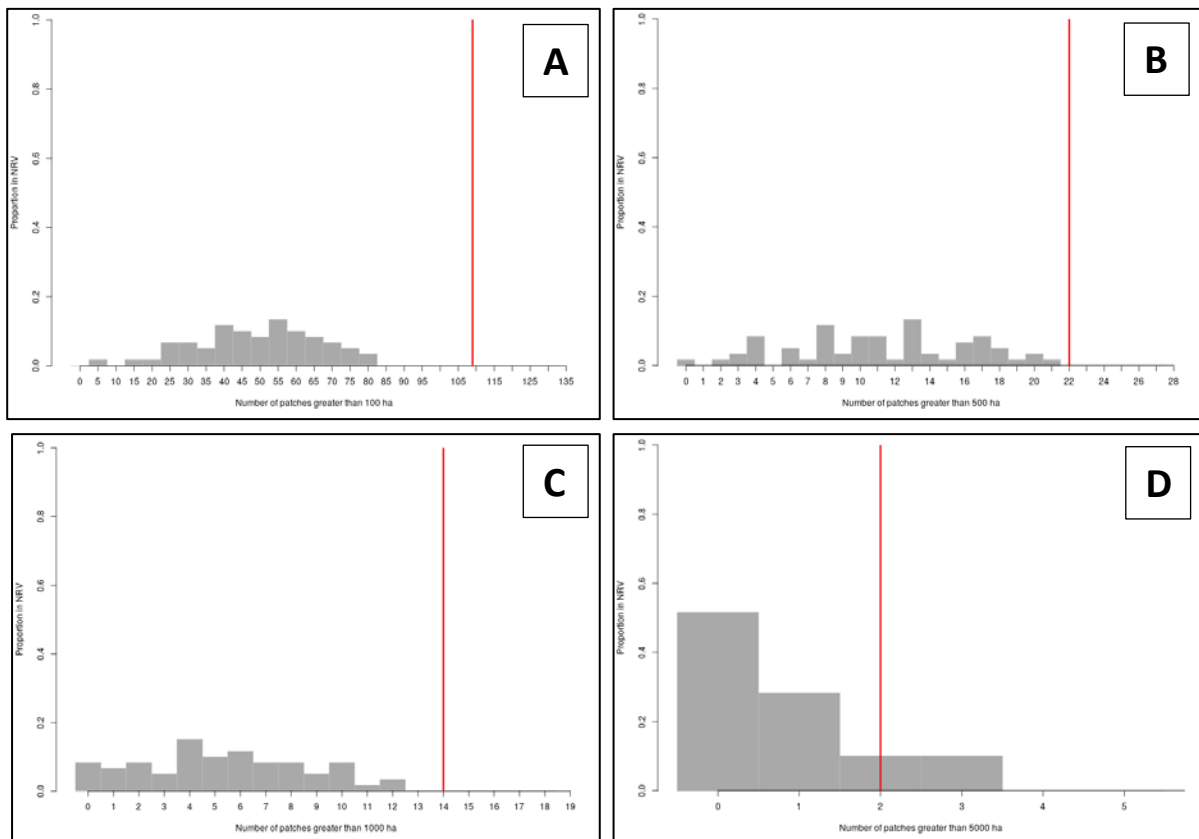 A
1.0
0.8
0.6
0.4
0.2
0.0
Proportion in NRV
0 5 10 15 20 25 30 35 40 45 50 55 60 65 70 75 80 85 90 95 105 115 125 135
Number of patches greater than 100 ha
B
1.0
0.8
0.6
0.4
0.2
0.0
Proportion in NRV
0 1 2 3 4 5 6 7 8 9 10 12 14 16 18 20 22 24 26 28
Number of patches greater than 500 ha
C
1.0
0.8
0.6
0.4
0.2
0.0
Proportion in NRV
0 1 2 3 4 5 6 7 8 9 10 11 12 13 14 15 16 17 18 19
Number of patches greater than 1000 ha
D
1.0
0.8
0.6
0.4
0.2
0.0
Proportion in NRV
0 1 2 3 4 5
Number of patches greater than 5000 ha